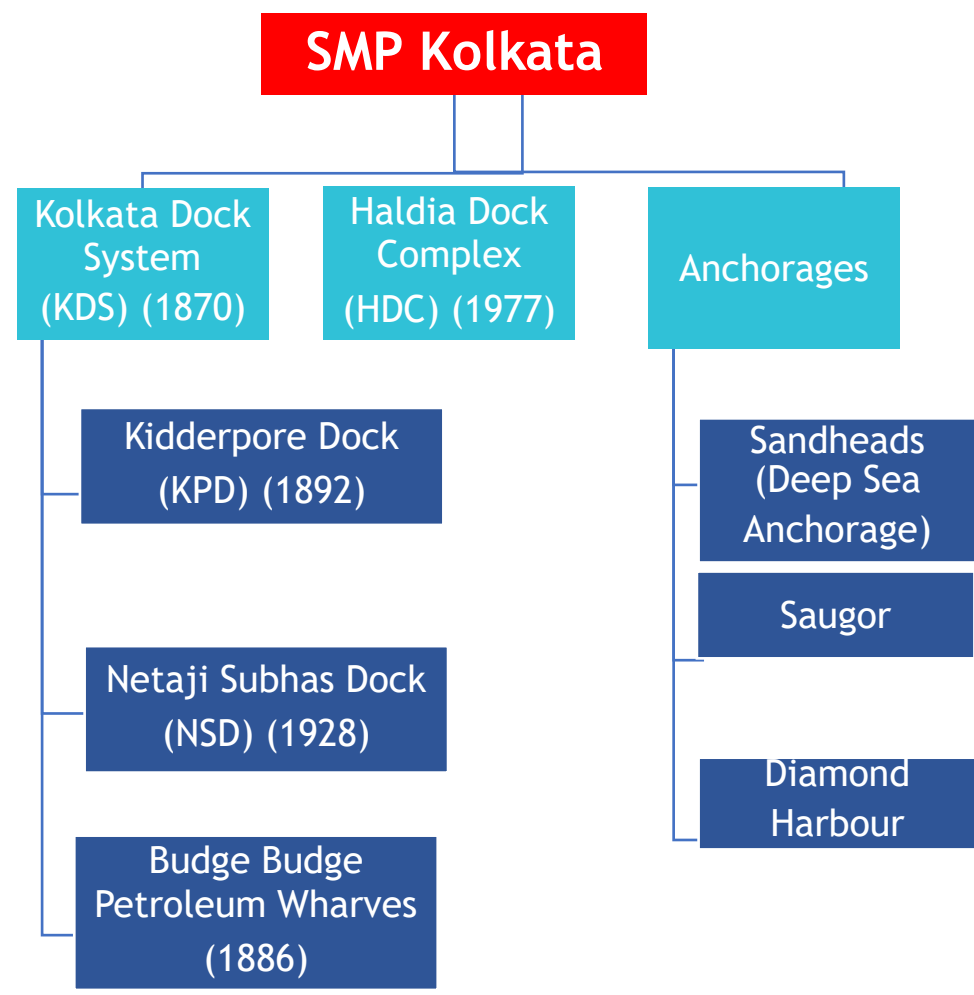 SMP Kolkata
Kolkata Dock
System
(KDS) (1870)
Haldia Dock
Complex
(HDC) (1977)
Anchorages
Kidderpore Dock
(KPD) (1892)
Netaji Subhas Dock
(NSD) (1928)
Budge Budge
Petroleum Wharves
(1886)
Sandheads
(Deep Sea
Anchorage)
Saugor
Diamond
Harbour